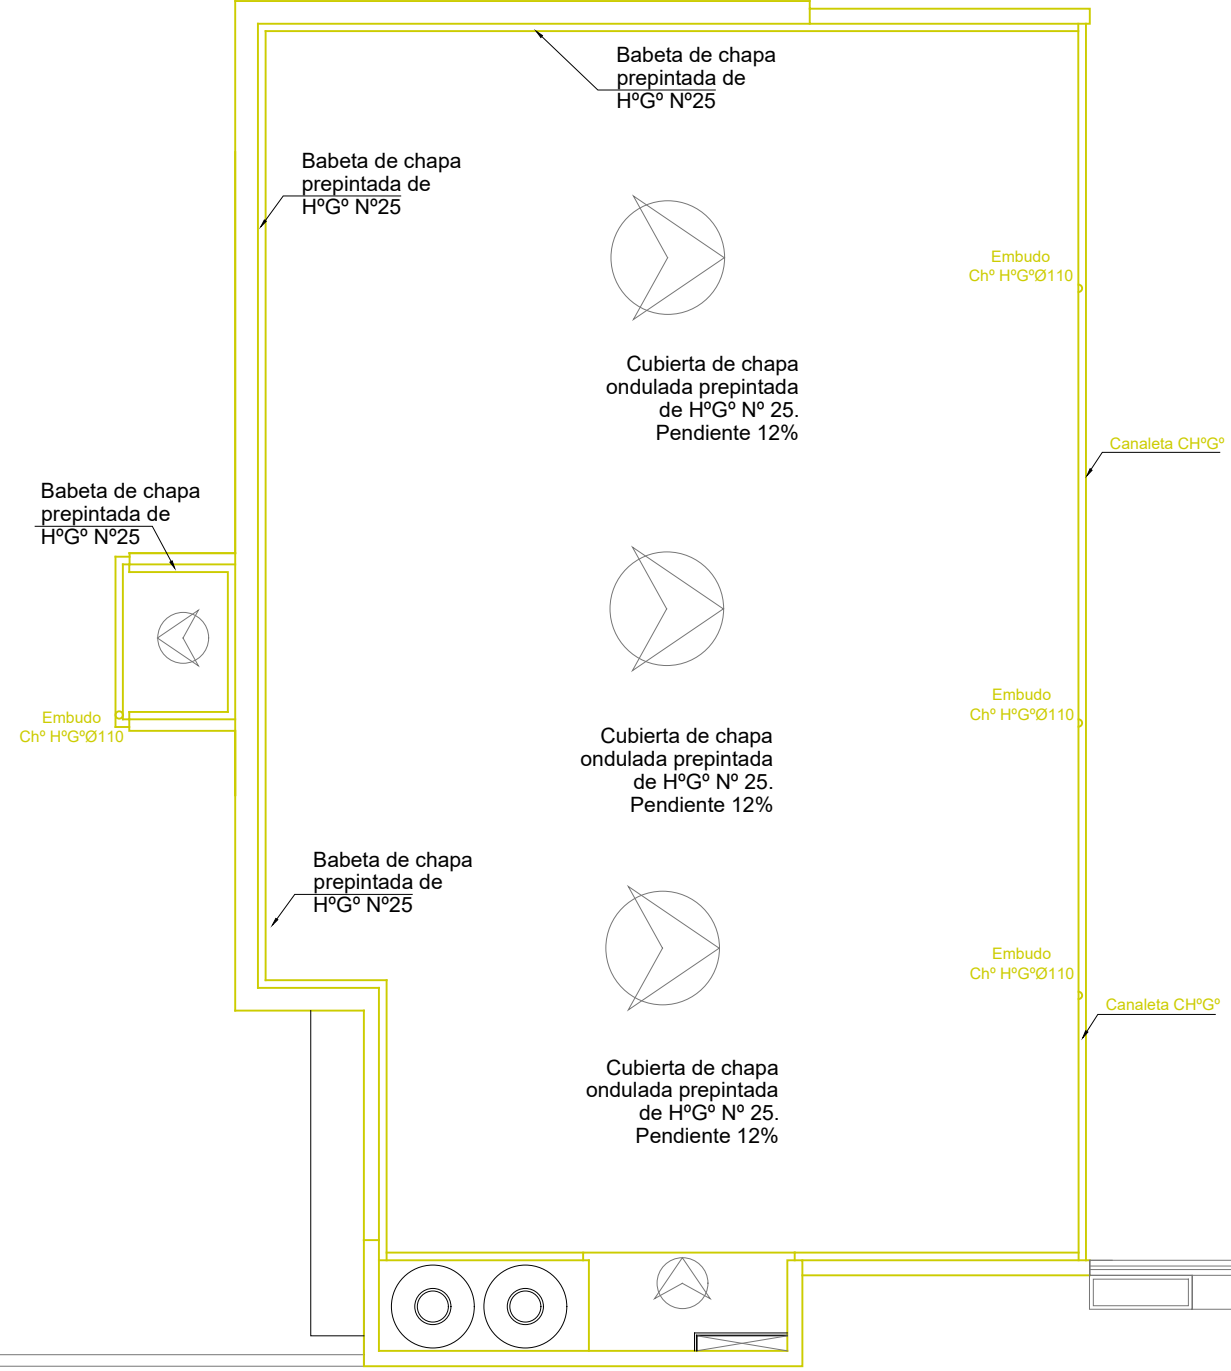 Babeta de chapa
prepintada de
HºGº Nº25
Babeta de chapa
prepintada de
HºGº Nº25
Embudo
Chº HºGºØ110
Cubierta de chapa
ondulada prepintada
de HºGº Nº 25.
Pendiente 12%
Canaleta CHºGº
Babeta de chapa
prepintada de
HºGº Nº25
Embudo
Chº HºGºØ110
Embudo
Chº HºGºØ110
Cubierta de chapa
ondulada prepintada
de HºGº Nº 25.
Pendiente 12%
Babeta de chapa
prepintada de
HºGº Nº25
Embudo
Chº HºGºØ110
Canaleta CHºGº
Cubierta de chapa
ondulada prepintada
de HºGº Nº 25.
Pendiente 12%